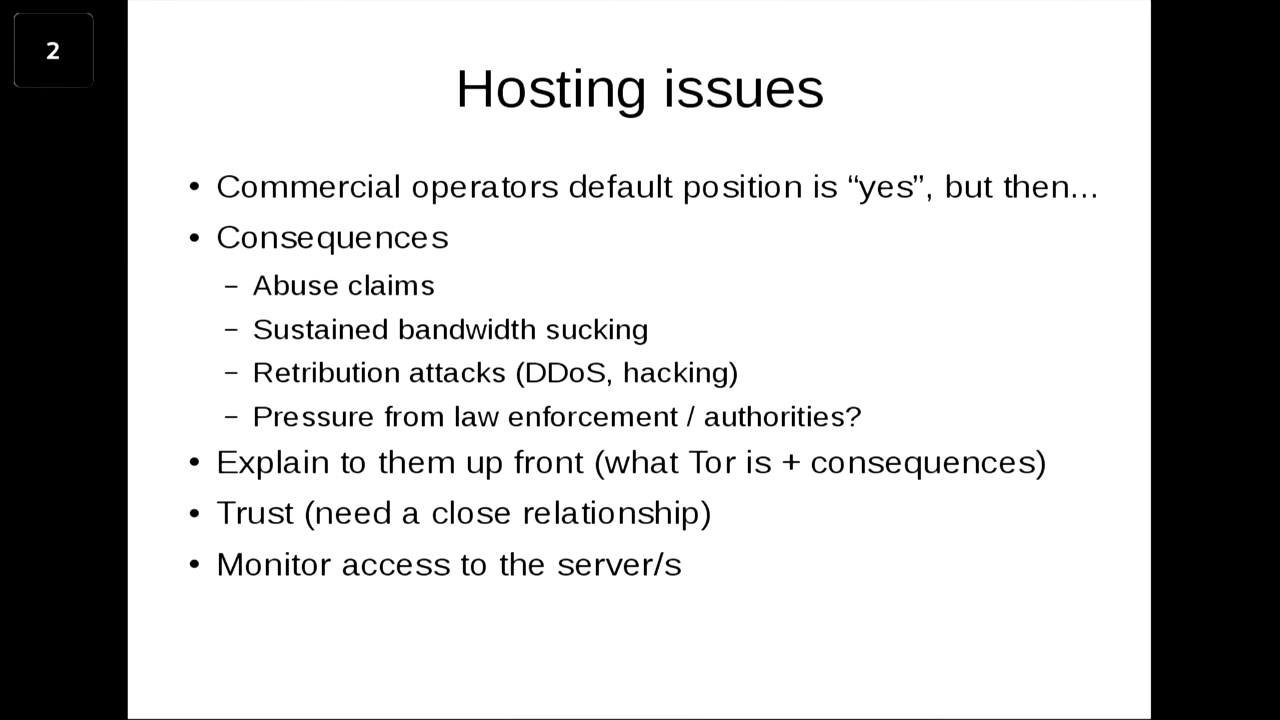 2
Hosting issues
• Commercial operators default position is “yes”, but then...
• Consequences
– Abuse claims
– Sustained bandwidth sucking
– Retribution attacks (DDoS, hacking)
– Pressure from law enforcement / authorities?
• Explain to them up front (what Tor is + consequences)
• Trust (need a close relationship)
• Monitor access to the server/s